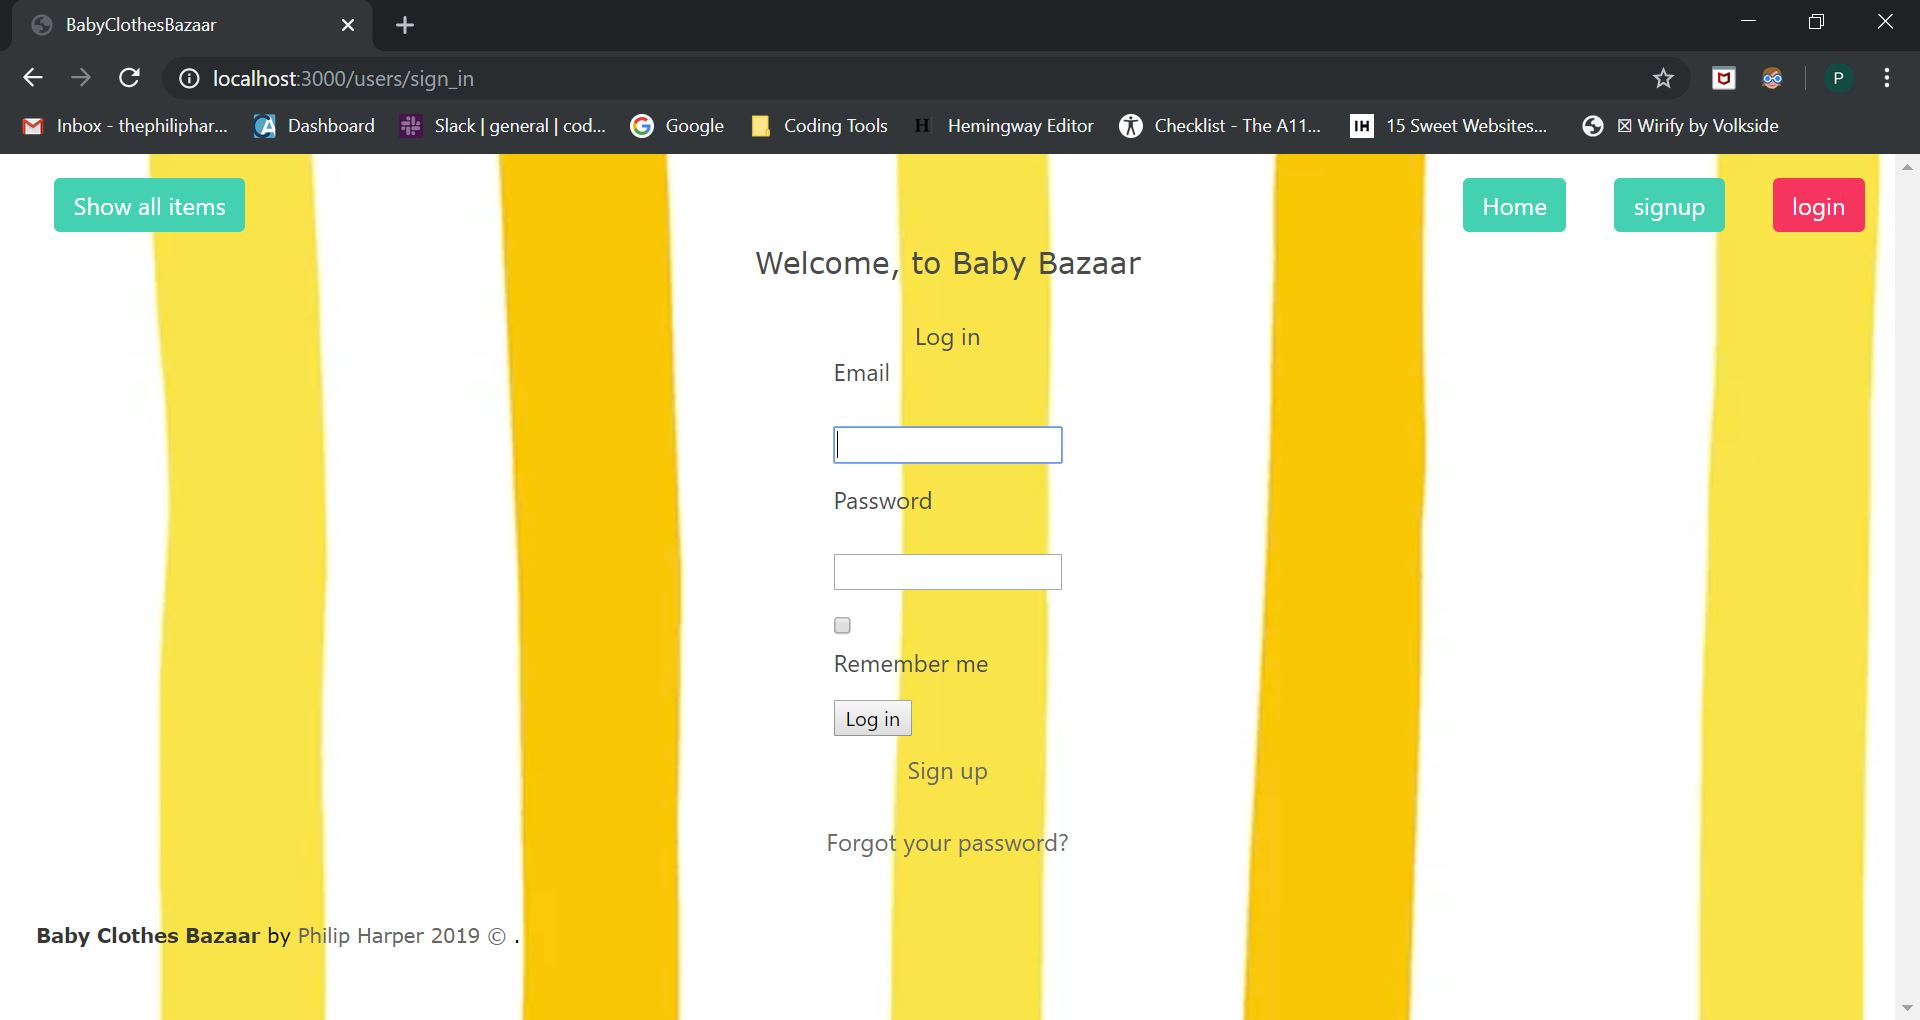 BabyClothesBazaar
localhost:3000/users/sign_in
P
Inbox - thephiliphar... Dashboard Slack | general | cod... Google Coding Tools H Hemingway Editor Checklist - The A11... IH 15 Sweet Websites... ☒ Wirify by Volkside
Show all items Home signup login
Welcome, to Baby Bazaar
Log in
Email
Password
Remember me
Log in
Sign up
Forgot your password?
Baby Clothes Bazaar by Philip Harper 2019 © .